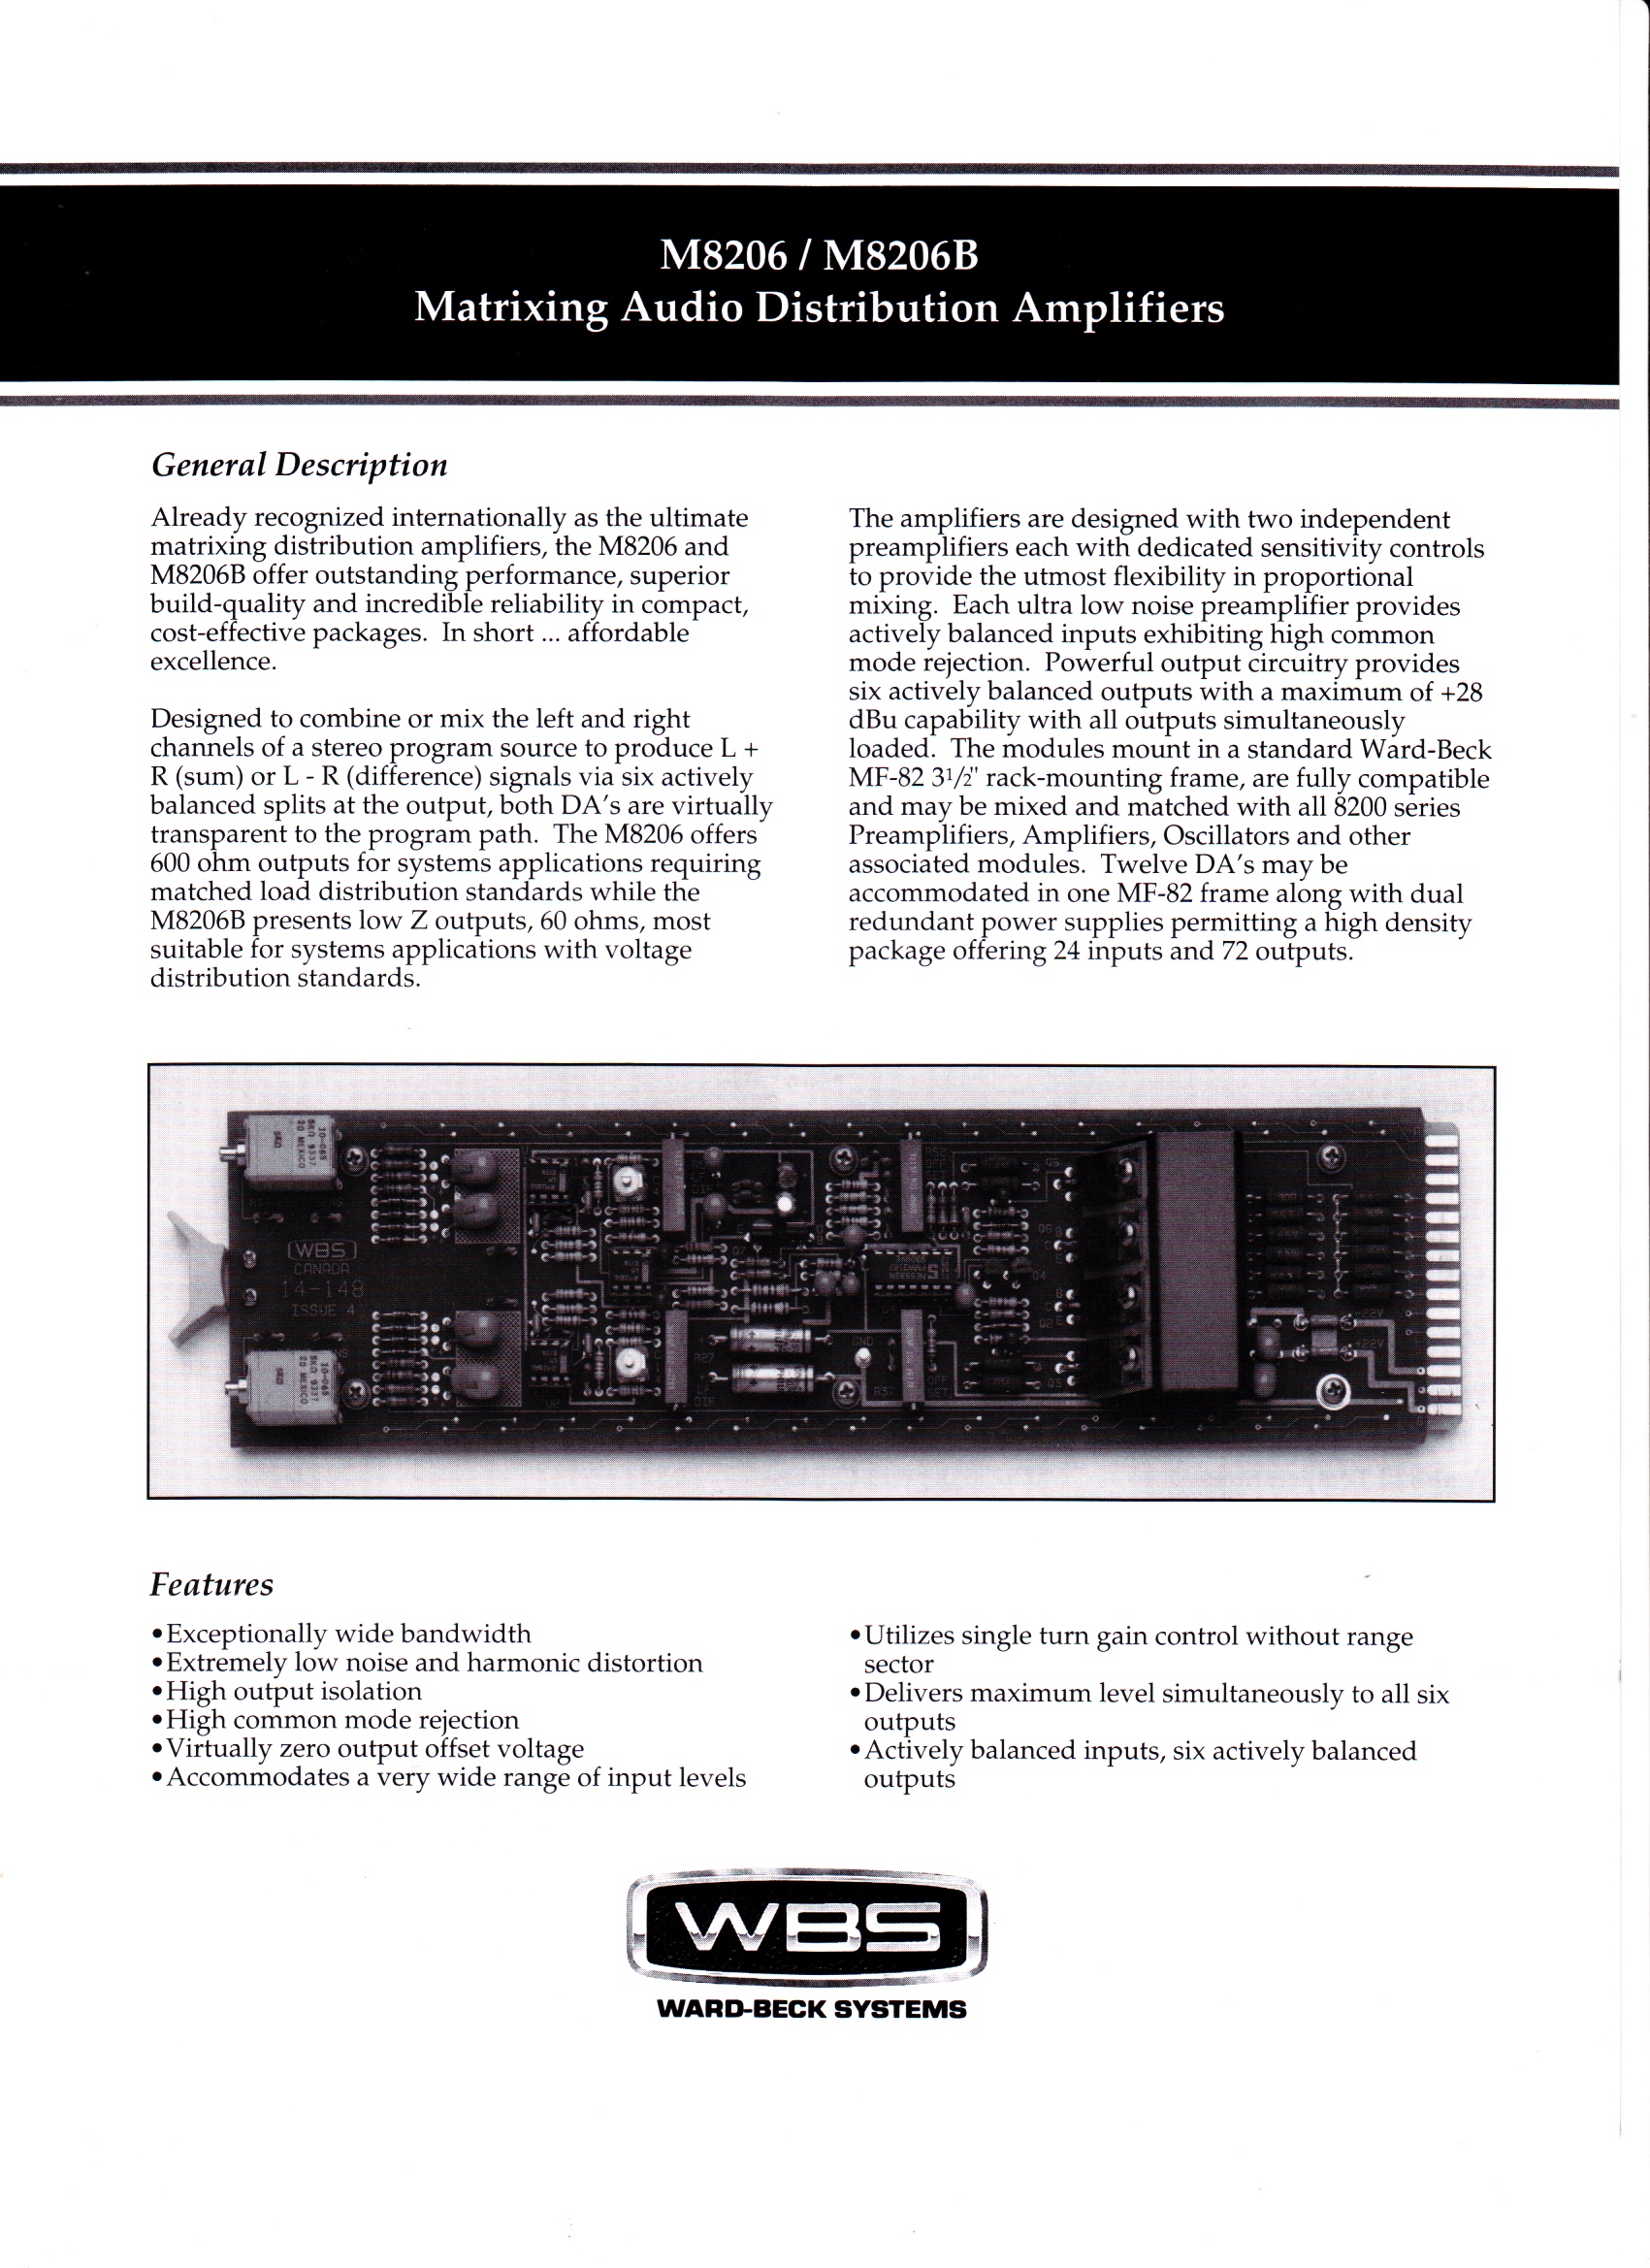 M8206 / M8206B
Matrixing Audio Distribution Amplifiers
General Description
Already recognized internationally as the ultimate
matrixing distribution amplifiers, the M8206 and
M8206B offer outstanding performance, superior
build-quality and incredible reliability in compact,
cost-effective packages. In short ... affordable
excellence.
Designed to combine or mix the left and right
channels of a stereo program source to produce L +
R (sum) or L - R (difference) signals via six actively
balanced splits at the output, both DA's are virtually
transparent to the program path. The M8206 offers
600 ohm outputs for systems applications requiring
matched load distribution standards while the
M8206B presents low Z outputs, 60 ohms, most
suitable for systems applications with voltage
distribution standards.
The amplifiers are designed with two independent
preamplifiers each with dedicated sensitivity controls
to provide the utmost flexibility in proportional
mixing. Each ultra low noise preamplifier provides
actively balanced inputs exhibiting high common
mode rejection. Powerful output circuitry provides
six actively balanced outputs with a maximum of +28
dBu capability with all outputs simultaneously
loaded. The modules mount in a standard Ward-Beck
MF-82 3½" rack-mounting frame, are fully compatible
and may be mixed and matched with all 8200 series
Preamplifiers, Amplifiers, Oscillators and other
associated modules. Twelve DA's may be
accommodated in one MF-82 frame along with dual
redundant power supplies permitting a high density
package offering 24 inputs and 72 outputs.
WBS
CANADA
14-148
ISSUE 4
Features
•Exceptionally wide bandwidth
•Extremely low noise and harmonic distortion
•High output isolation
•High common mode rejection
•Virtually zero output offset voltage
•Accommodates a very wide range of input levels
•Utilizes single turn gain control without range
sector
•Delivers maximum level simultaneously to all six
outputs
•Actively balanced inputs, six actively balanced
outputs
WBS
WARD-BECK SYSTEMS